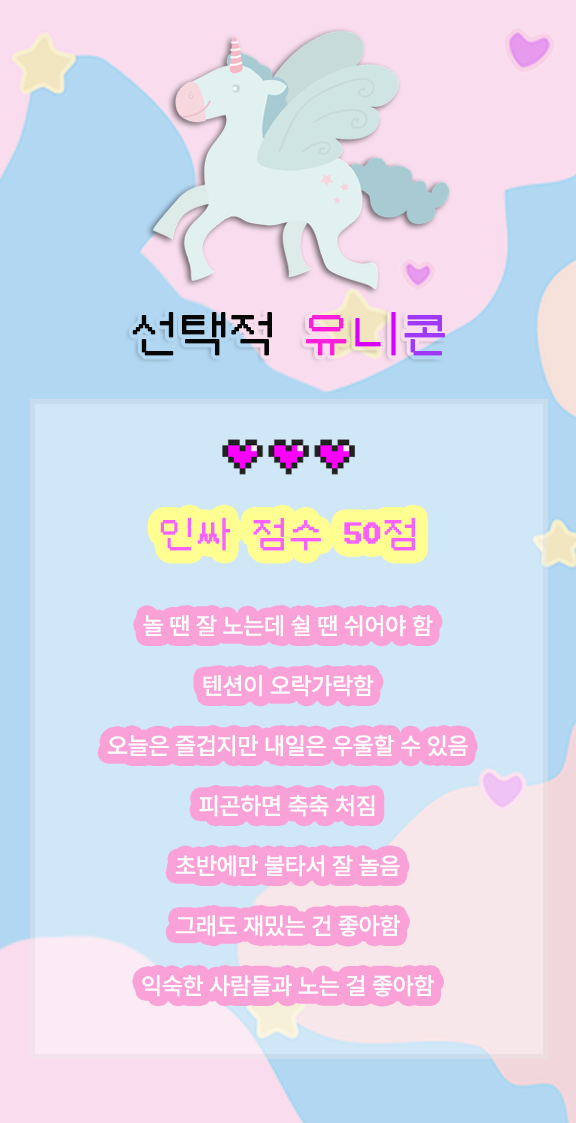 선택적 유니콘
인싸 점수 50점
놀 땐 잘 노는데 쉴 땐 쉬어야 함
텐션이 오락가락함
오늘은 즐겁지만 내일은 우울할 수 있음
피곤하면 축축 처짐
초반에만 불타서 잘 놀음
그래도 재밌는 건 좋아함
익숙한 사람들과 노는 걸 좋아함